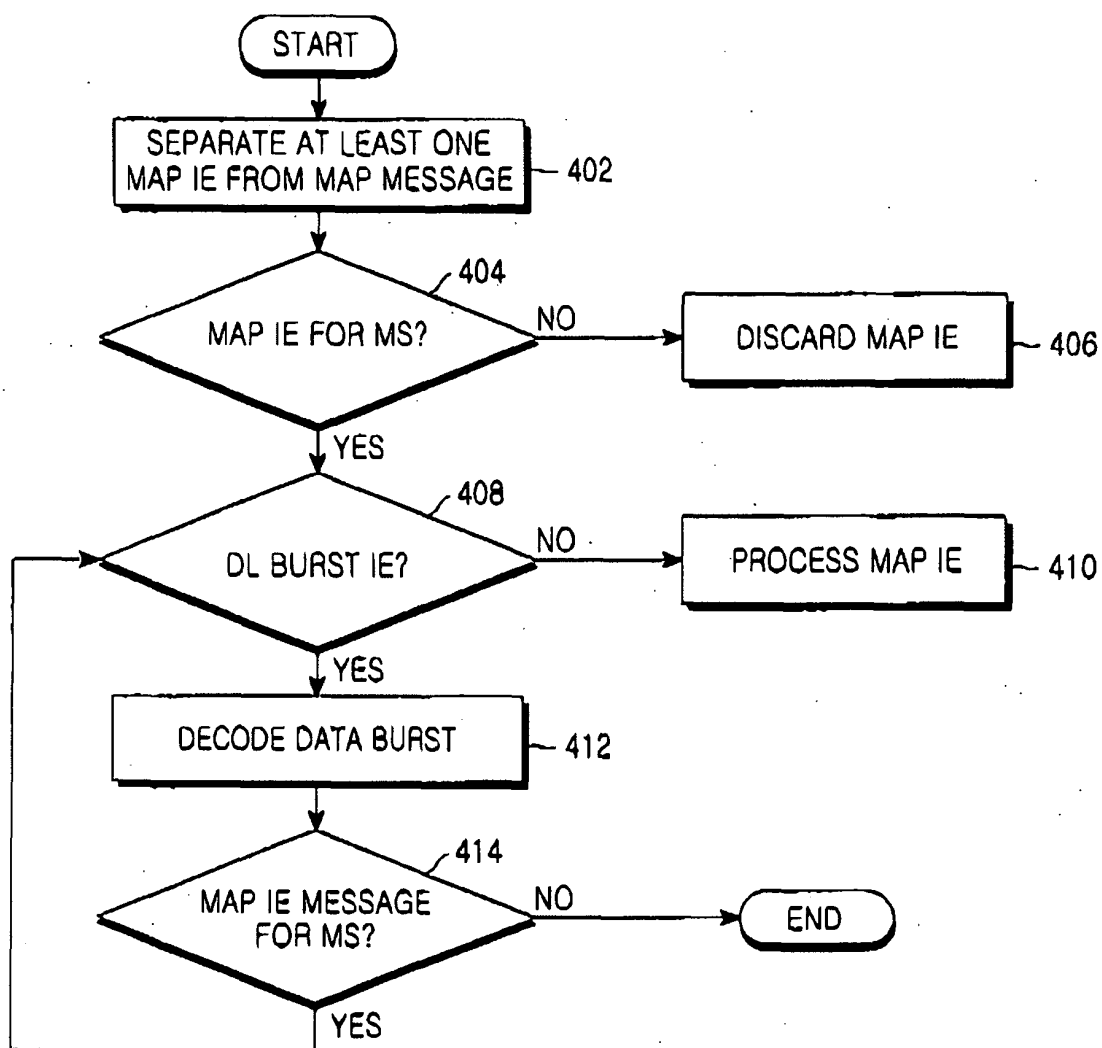 START
SEPARATE AT LEAST ONE
MAP IE FROM MAP MESSAGE
402
404
MAP IE FOR MS?
NO
DISCARD MAP IE
406
YES
408
DL BURST IE?
NO
PROCESS MAP IE
410
YES
DECODE DATA BURST
412
414
MAP IE MESSAGE
FOR MS?
NO
END
YES